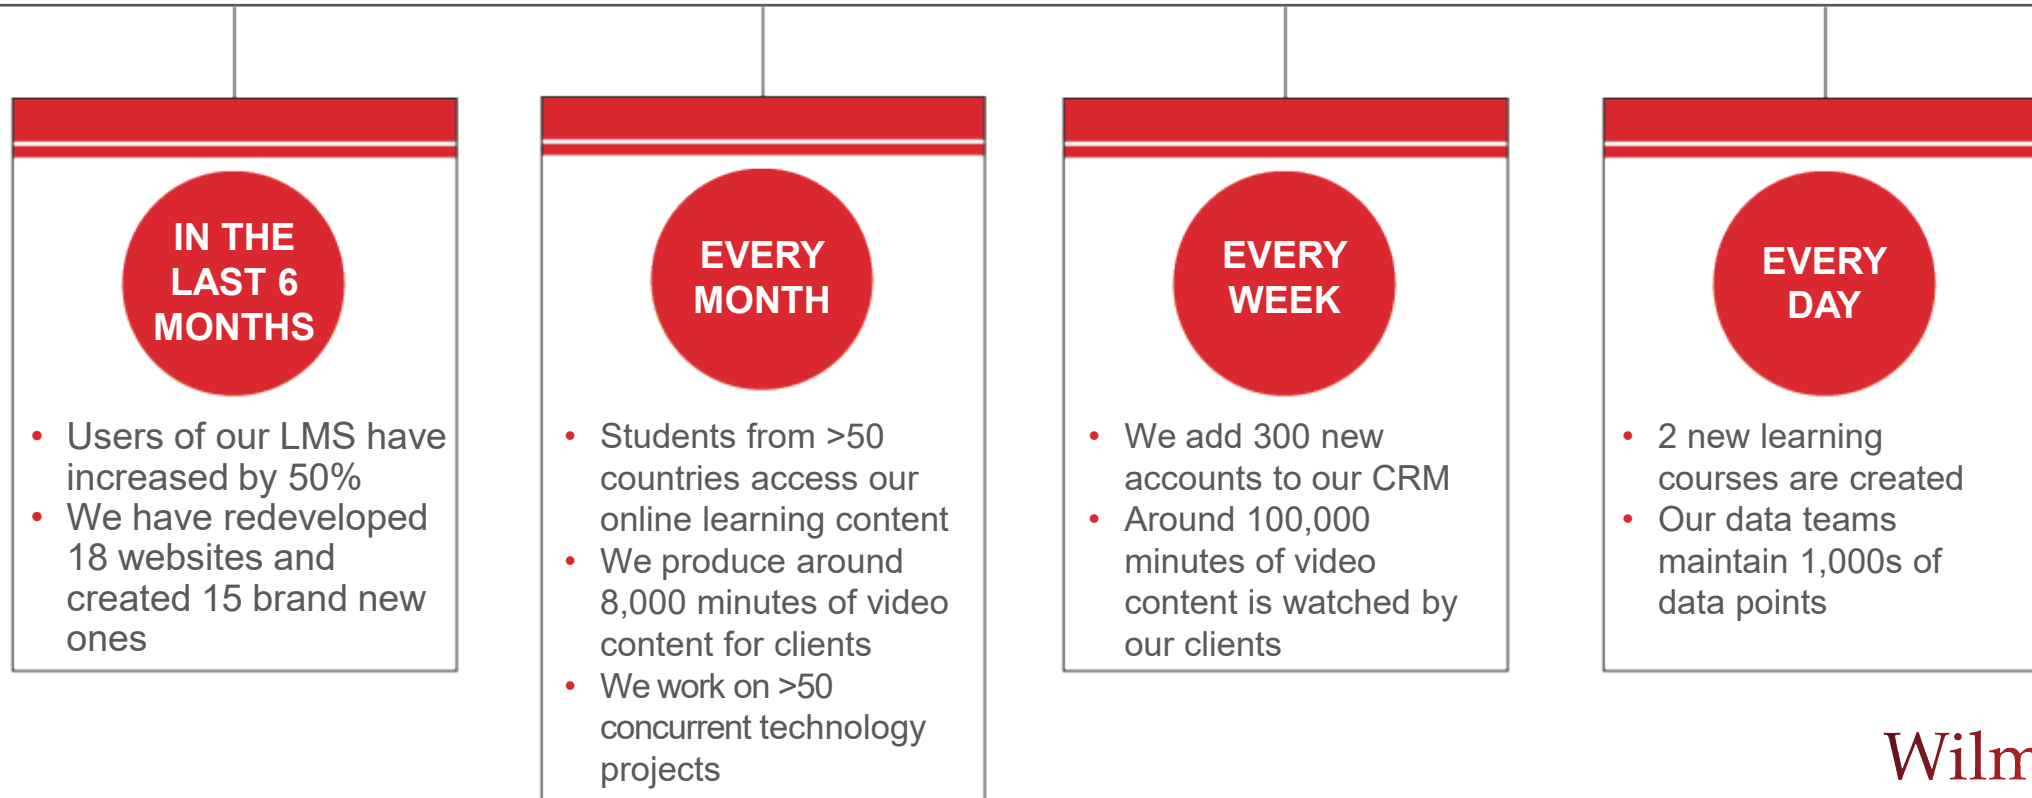 IN THE
LAST 6
MONTHS
• Users of our LMS have
increased by 50%
• We have redeveloped
18 websites and
created 15 brand new
ones
EVERY
MONTH
• Students from >50
countries access our
online learning content
• We produce around
8,000 minutes of video
content for clients
• We work on >50
concurrent technology
projects
EVERY
WEEK
• We add 300 new
accounts to our CRM
• Around 100,000
minutes of video
content is watched by
our clients
EVERY
DAY
• 2 new learning
courses are created
• Our data teams
maintain 1,000s of
data points